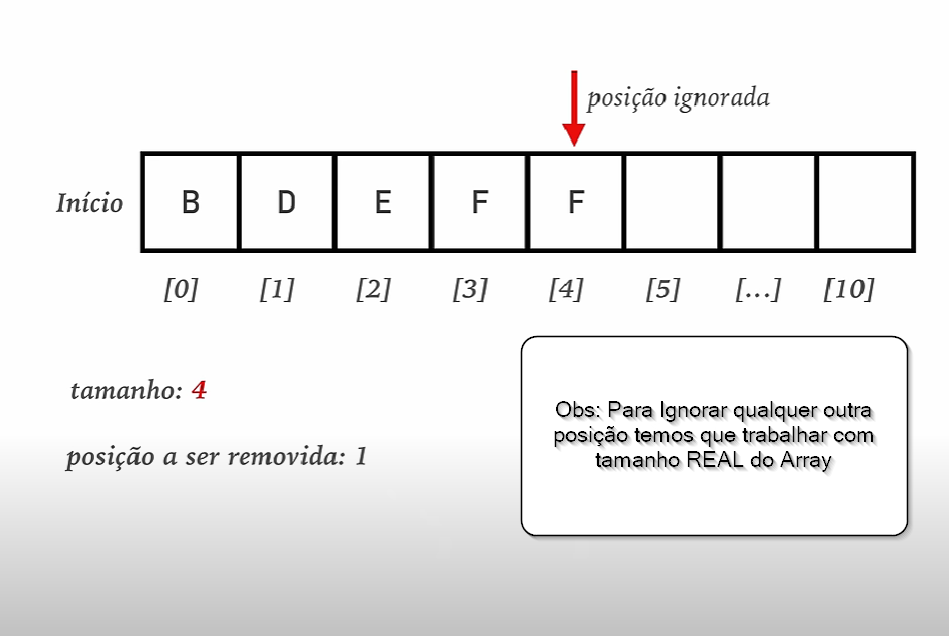 posição ignorada
Início B D E F F
[0] [1] [2] [3] [4] [5] [...] [10]
tamanho: 4
posição a ser removida: 1
Obs: Para Ignorar qualquer outra
posição temos que trabalhar com
tamanho REAL do Array